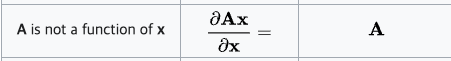 A is not a function of x ∂Ax/∂x = A